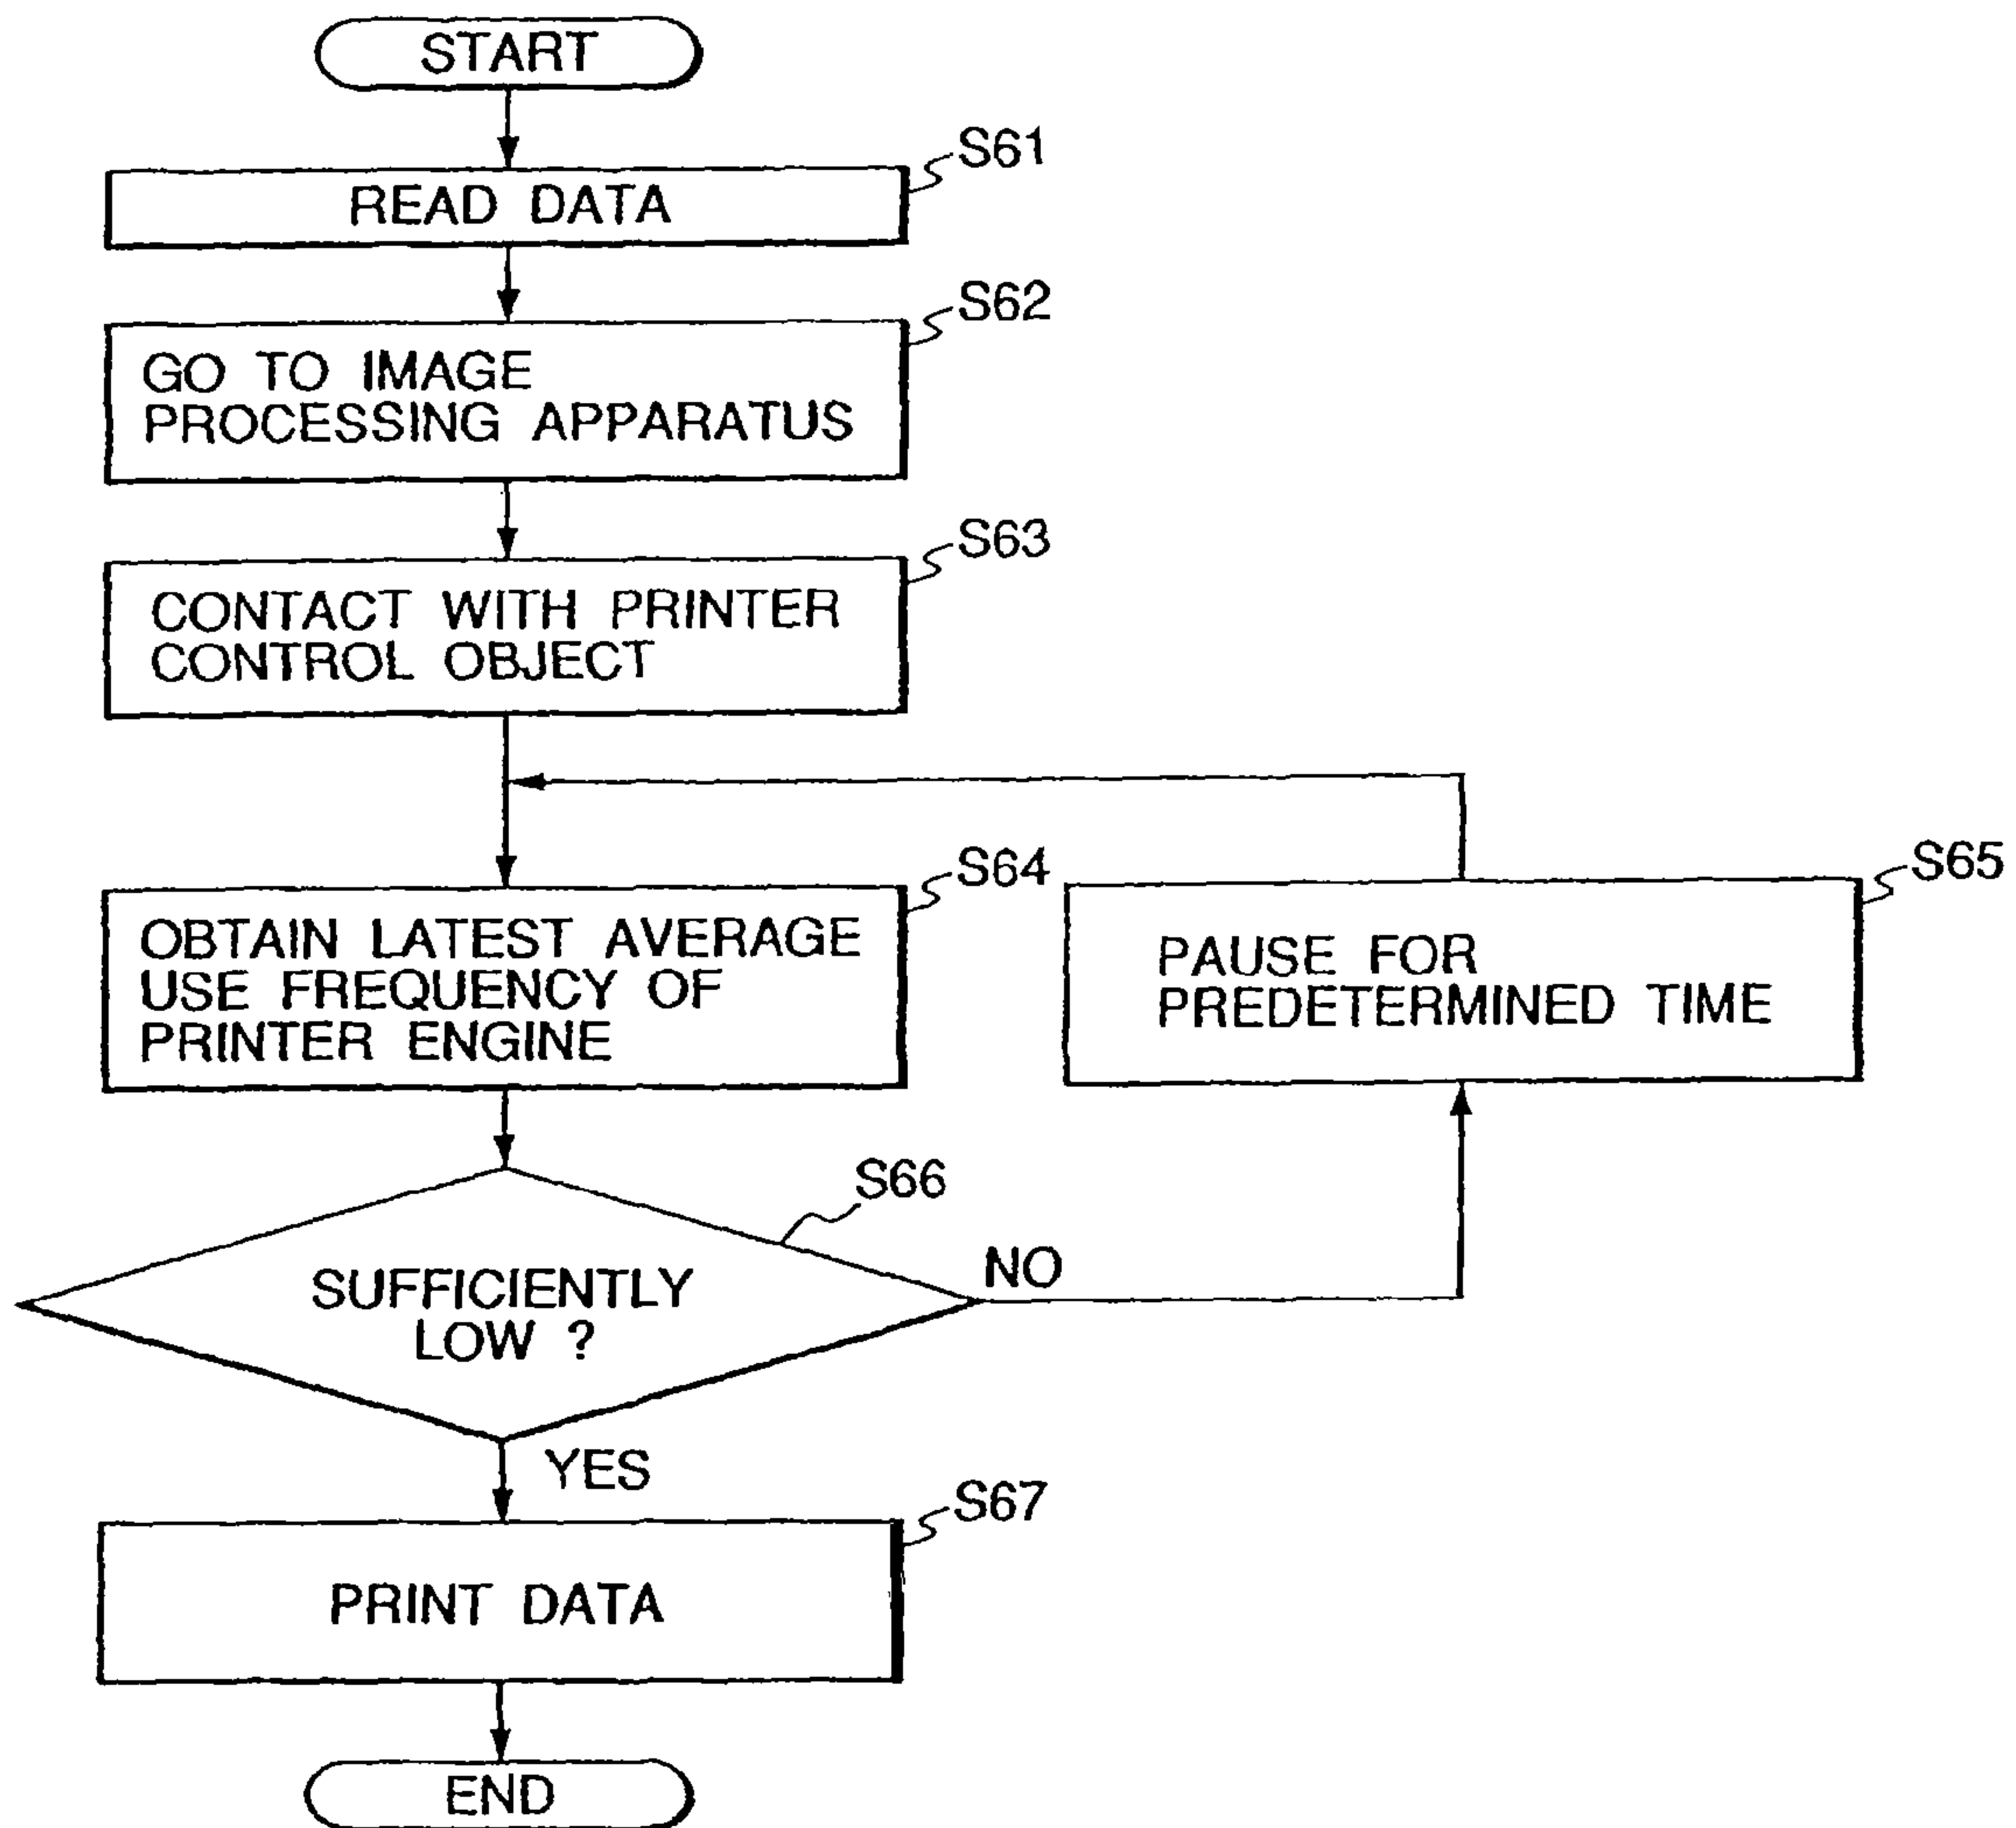 START
S61
READ DATA
S62
GO TO IMAGE
PROCESSING APPARATUS
S63
CONTACT WITH PRINTER
CONTROL OBJECT
S64
OBTAIN LATEST AVERAGE
USE FREQUENCY OF
PRINTER ENGINE
S65
PAUSE FOR
PREDETERMINED TIME
S66
SUFFICIENTLY
LOW ?
NO
YES
S67
PRINT DATA
END